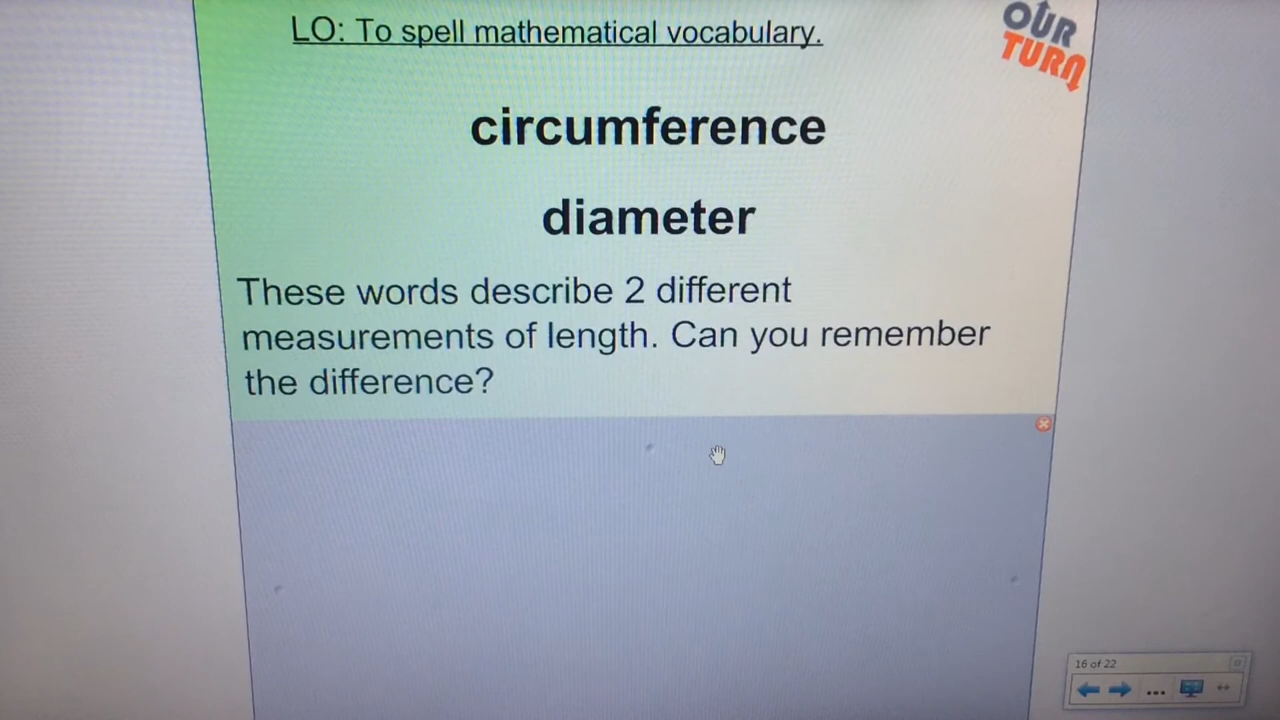 LO: To spell mathematical vocabulary.
OUR
TURN
circumference
diameter
These words describe 2 different
measurements of length. Can you remember
the difference?
16 of 22
...